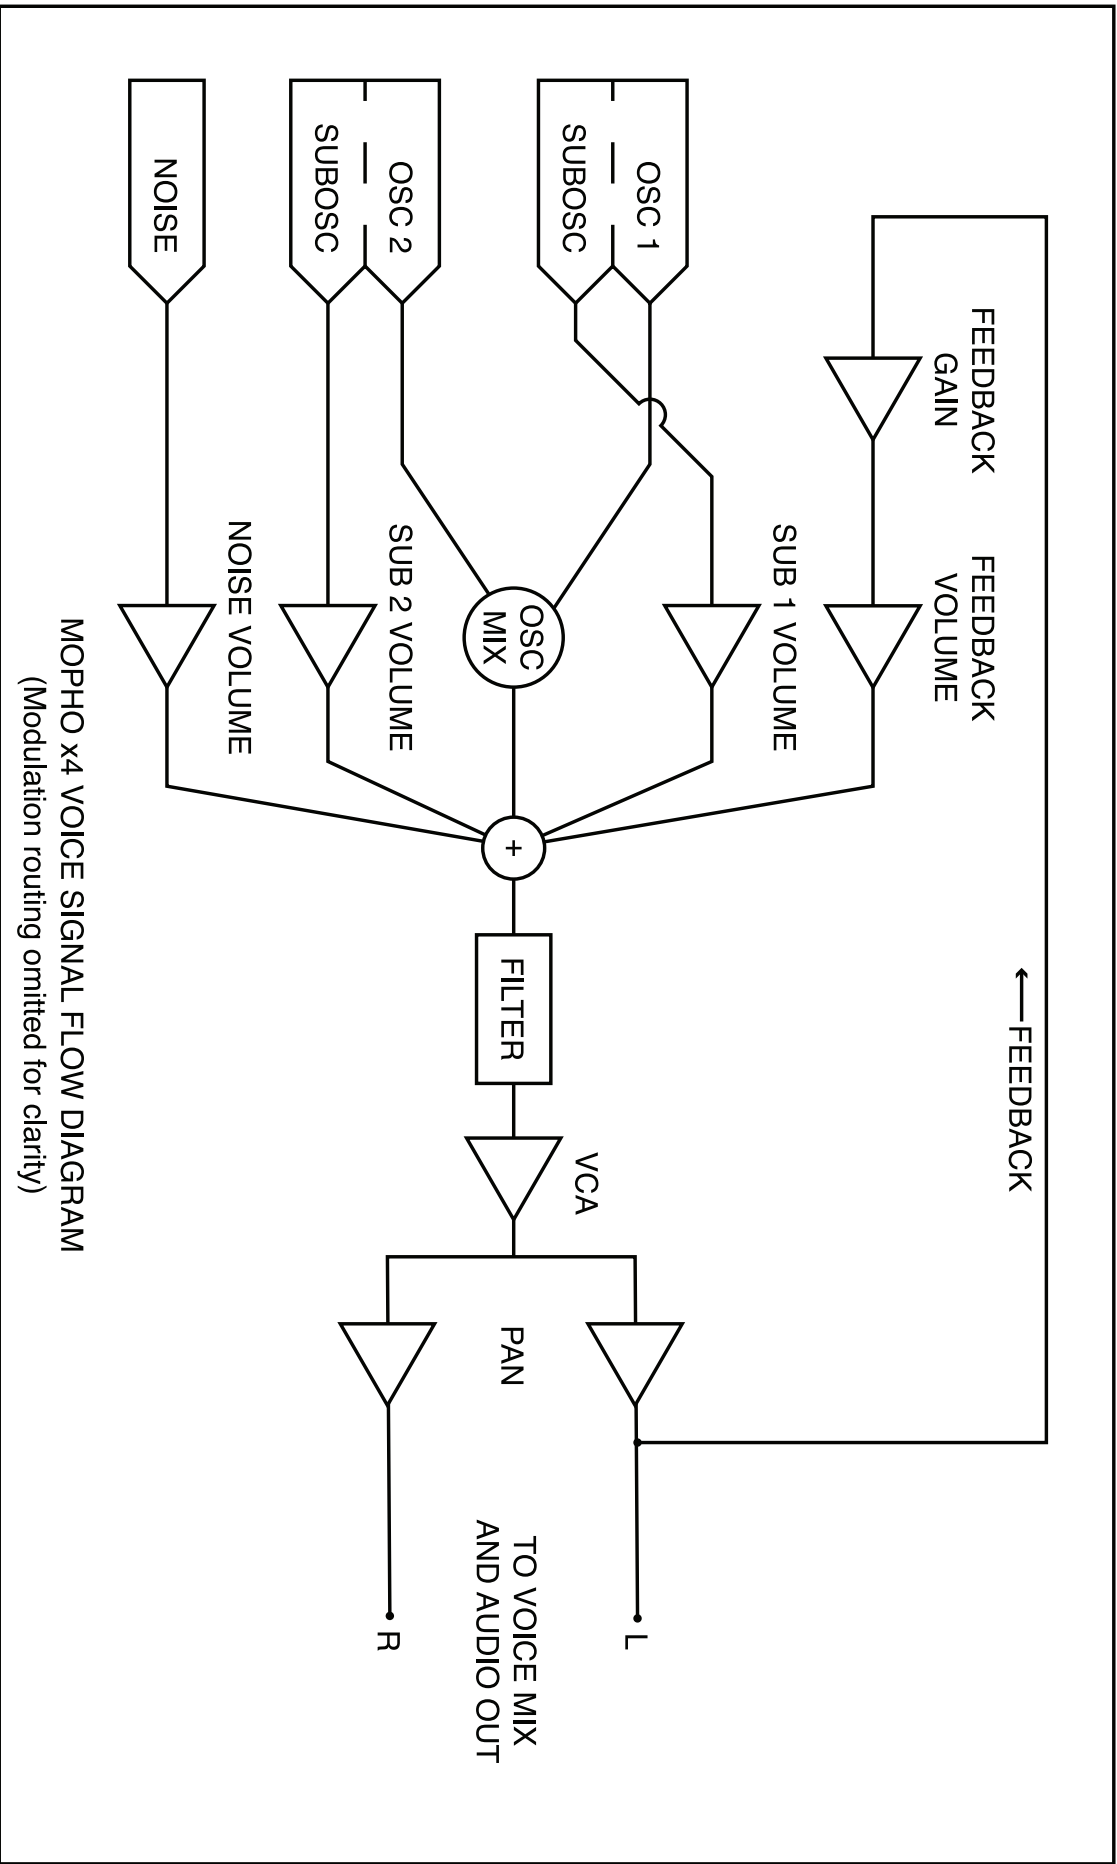 ←—FEEDBACK
FEEDBACK
GAIN
FEEDBACK
VOLUME
SUB 1 VOLUME
OSC 1
SUBOSC
OSC
MIX
+
FILTER
VCA
PAN
L
TO VOICE MIX
AND AUDIO OUT
R
OSC 2
SUBOSC
SUB 2 VOLUME
NOISE
NOISE VOLUME
MOPHO x4 VOICE SIGNAL FLOW DIAGRAM
(Modulation routing omitted for clarity)